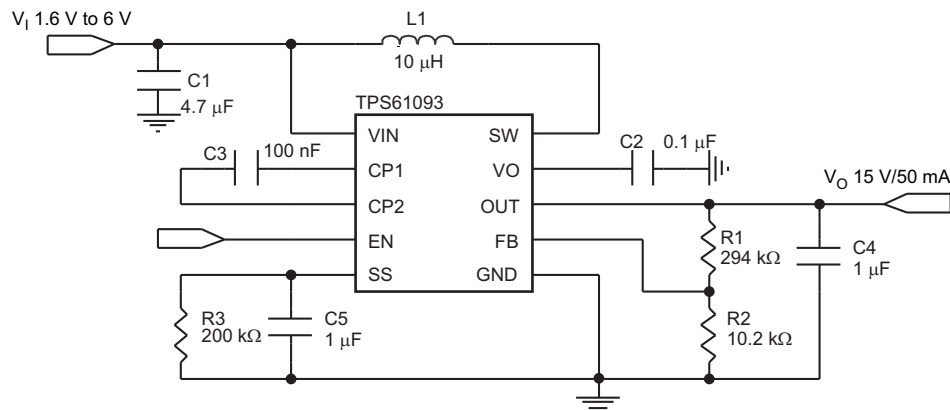 V_I 1.6 V to 6 V
L1
10 μH
C1
4.7 μF
TPS61093
VIN
SW
C3
100 nF
C2
0.1 μF
CP1
VO
V_O 15 V/50 mA
CP2
OUT
EN
FB
R1
294 kΩ
C4
1 μF
SS
GND
R3
200 kΩ
C5
1 μF
R2
10.2 kΩ